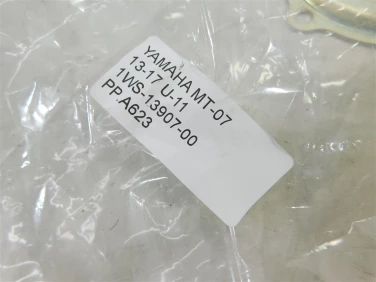 YAMAHA MT-07
13-17 U-11
1WS-13907-00
PP.A623